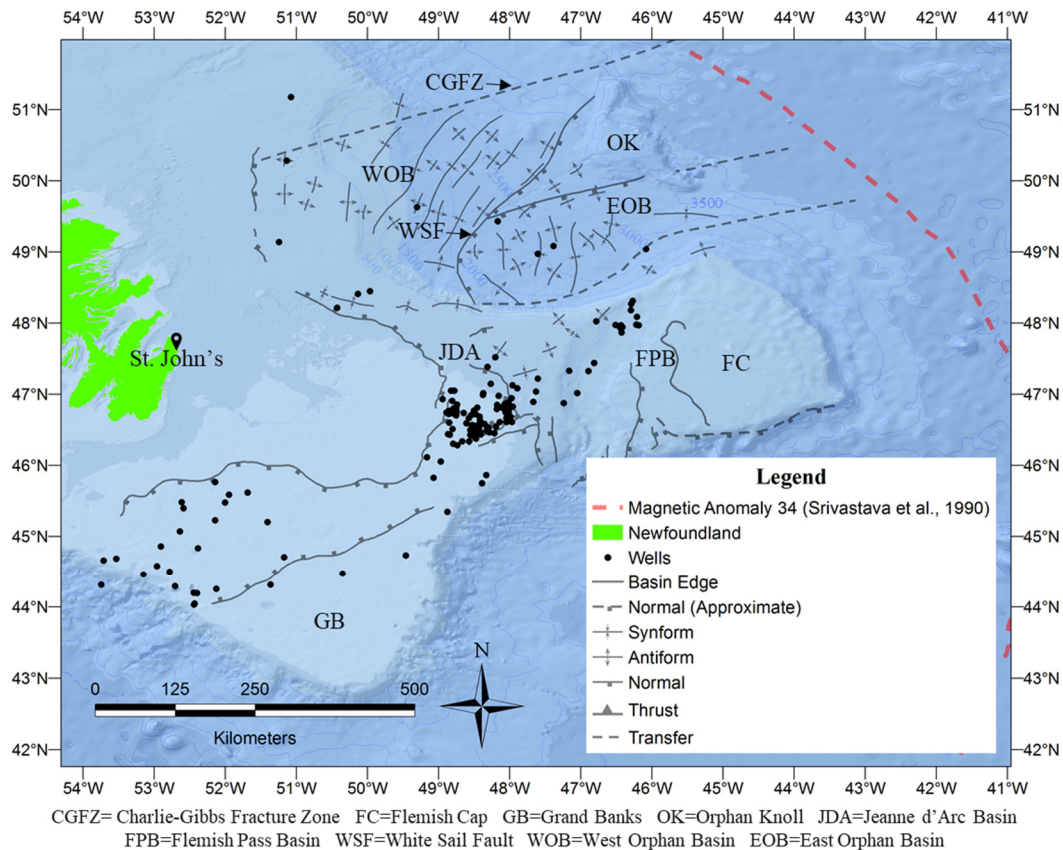 54°W 53°W 52°W 51°W 50°W 49°W 48°W 47°W 46°W 45°W 44°W 43°W 42°W 41°W
51°N 51°N
50°N 50°N
49°N 49°N
48°N 48°N
47°N 47°N
46°N 46°N
45°N 45°N
44°N 44°N
43°N 43°N
42°N 42°N
CGFZ
OK
WOB
2500
EOB
3500
WSF
3000
St. John's
JDA
FPB
FC
GB
N
0 125 250 500
Kilometers
Legend
Magnetic Anomaly 34 (Srivastava et al., 1990)
Newfoundland
Wells
Basin Edge
Normal (Approximate)
Synform
Antiform
Normal
Thrust
Transfer
54°W 53°W 52°W 51°W 50°W 49°W 48°W 47°W 46°W 45°W 44°W 43°W 42°W 41°W
CGFZ= Charlie-Gibbs Fracture Zone FC=Flemish Cap GB=Grand Banks OK=Orphan Knoll JDA=Jeanne d'Arc Basin
FPB=Flemish Pass Basin WSF=White Sail Fault WOB=West Orphan Basin EOB=East Orphan Basin